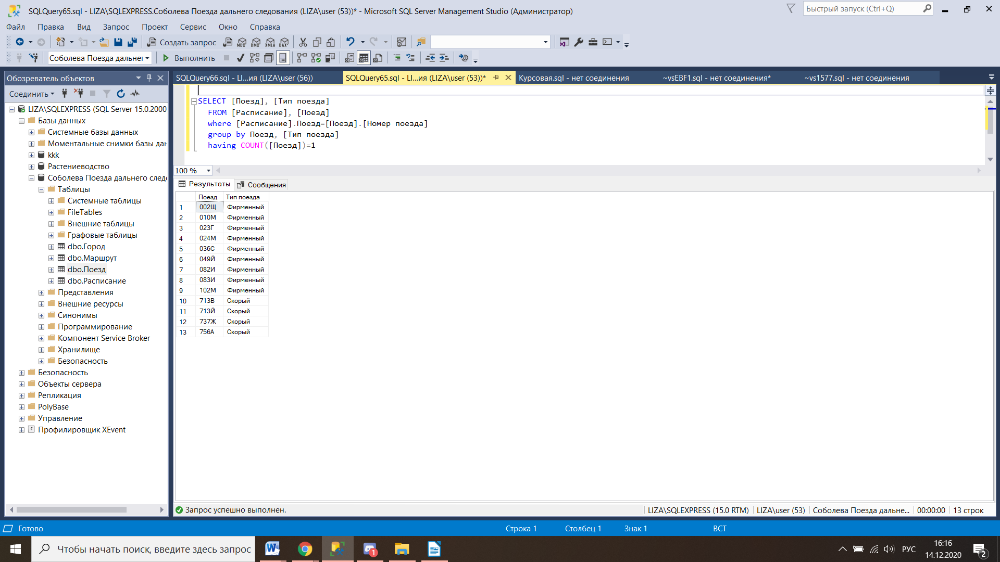 SQLQuery65.sql - LIZA\SQLEXPRESS.Соболева Поезда дальнего следования (LIZA\user (53))* - Microsoft SQL Server Management Studio (Администратор)
Быстрый запуск (Ctrl+Q)
Файл Правка Вид Запрос Проект Сервис Окно Справка
Создать запрос MDX DMX XMLA DAX
Соболева Поезда дальнег Выполнить
Обозреватель объектов
SQLQuery66.sql - LI...ия (LIZA\user (56)) SQLQuery65.sql - LI...ия (LIZA\user (53))* Курсовая.sql - нет соединения ~vsEBF1.sql - нет соединения* ~vs1577.sql - нет соединения
Соединить
LIZA\SQLEXPRESS (SQL Server 15.0.2000
Базы данных
Системные базы данных
Моментальные снимки базы дан
kkk
Растениеводство
Соболева Поезда дальнего следо
Таблицы
Системные таблицы
FileTables
Внешние таблицы
Графовые таблицы
dbo.Город
dbo.Маршрут
dbo.Поезд
dbo.Расписание
Представления
Внешние ресурсы
Синонимы
Программирование
Компонент Service Broker
Хранилище
Безопасность
Безопасность
Объекты сервера
Репликация
PolyBase
Управление
Профилировщик XEvent
SELECT [Поезд], [Тип поезда]
FROM [Расписание], [Поезд]
where [Расписание].Поезд=[Поезд].[Номер поезда]
group by Поезд, [Тип поезда]
having COUNT([Поезд])=1
100 %
Результаты Сообщения
Поезд Тип поезда
1 002Щ Фирменный
2 010М Фирменный
3 023Г Фирменный
4 024М Фирменный
5 036С Фирменный
6 049Й Фирменный
7 082И Фирменный
8 083И Фирменный
9 102М Фирменный
10 713В Скорый
11 713Й Скорый
12 737Ж Скорый
13 756А Скорый
Запрос успешно выполнен. LIZA\SQLEXPRESS (15.0 RTM) LIZA\user (53) Соболева Поезда дальне... 00:00:00 13 строк
Готово Строка 1 Столбец 1 Знак 1 ВСТ
Чтобы начать поиск, введите здесь запрос
1
РУС
16:16
14.12.2020
2